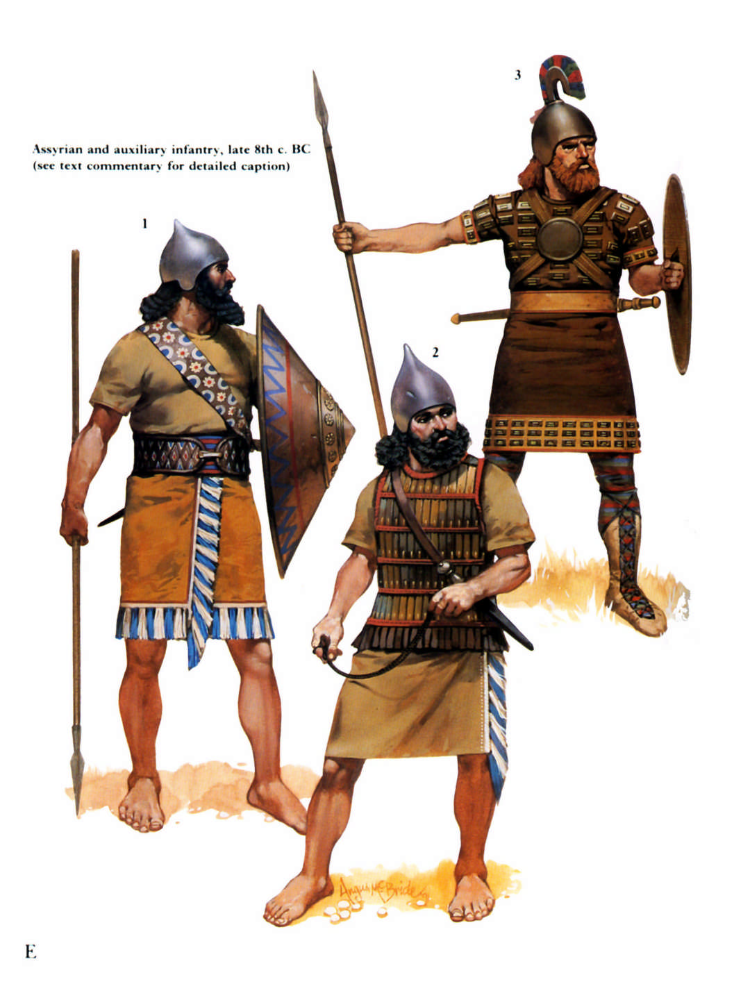 3
Assyrian and auxiliary infantry, late 8th c. BC
(see text commentary for detailed caption)
1
2
Angus McBride
E